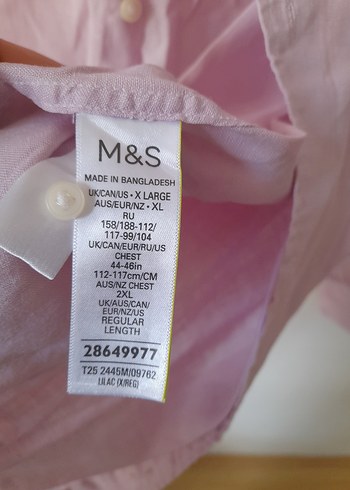 M&S
MADE IN BANGLADESH
UK/CAN/US • X LARGE
AUS/EUR/NZ • XL
RU
158/188-112/
117-99/104
UK/CAN/EUR/RU/US
CHEST
44-46in
112-117cm/CM
AUS/NZ CHEST
2XL
UK/AUS/CAN/
EUR/NZ/US
REGULAR
LENGTH
28649977
T25 2445M/09762
LILAC (X/REG)